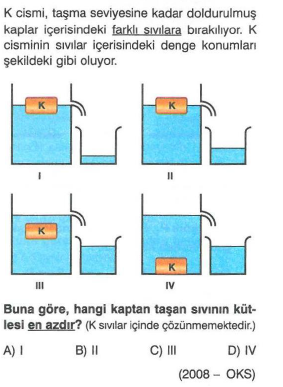 K cismi, taşma seviyesine kadar doldurulmuş
kaplar içerisindeki farklı sıvılara bırakılıyor. K
cisminin sıvılar içerisindeki denge konumları
şekildeki gibi oluyor.
K
K
I
II
K
K
III
IV
Buna göre, hangi kaptan taşan sıvının küt-
lesi en azdır? (K sıvılar içinde çözünmemektedir.)
A) I B) II C) III D) IV
(2008 – OKS)